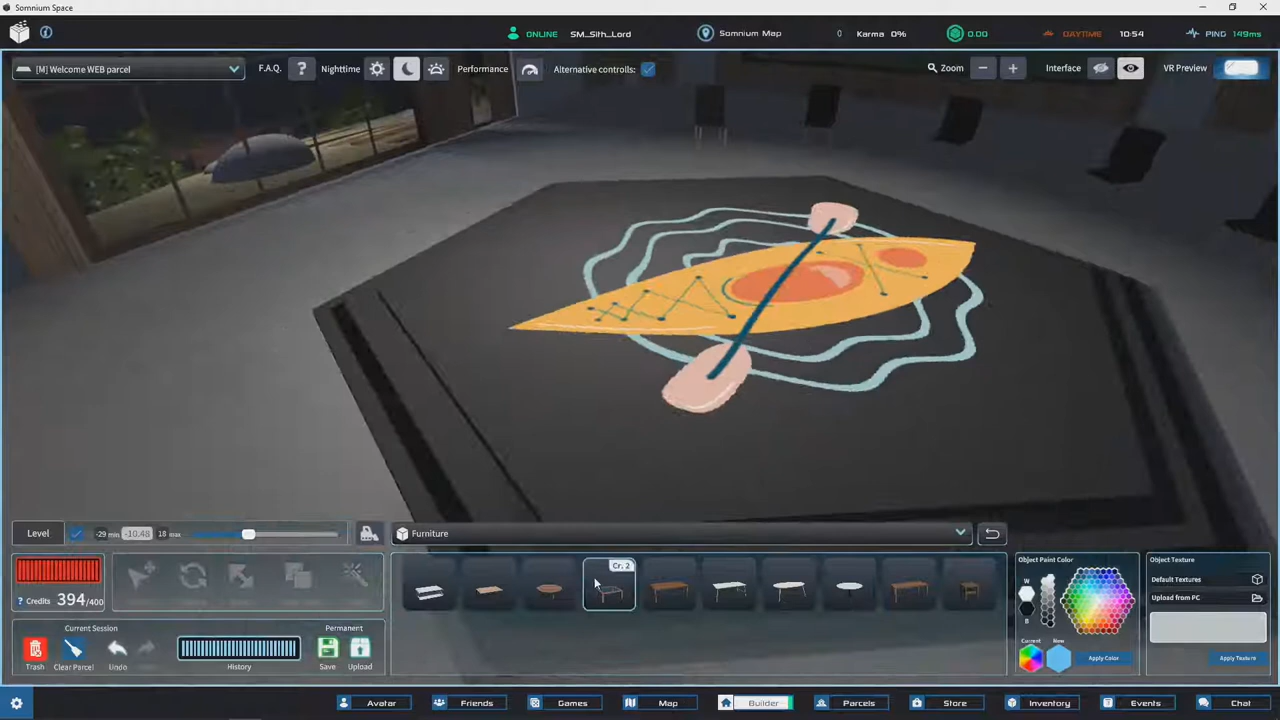 Somnium Space
ONLINE SM_Sith_Lord Somnium Map 0 Karma 0% 0.00 DAYTIME 10:54 PING 149ms
[M] Welcome WEB parcel F.A.Q. ? Nighttime Performance Alternative controlls: Zoom Interface VR Preview
Level -29 min -10.48 18 max Furniture
Cr. 2
Object Paint Color Object Texture
Default Textures
W
Upload from PC
B
? Credits 394/400
Current Session Permanent
Current New
Trash Clear Parcel Undo History Save Upload Apply Color Apply Texture
Avatar Friends Games Map Builder Parcels Store Inventory Events Chat